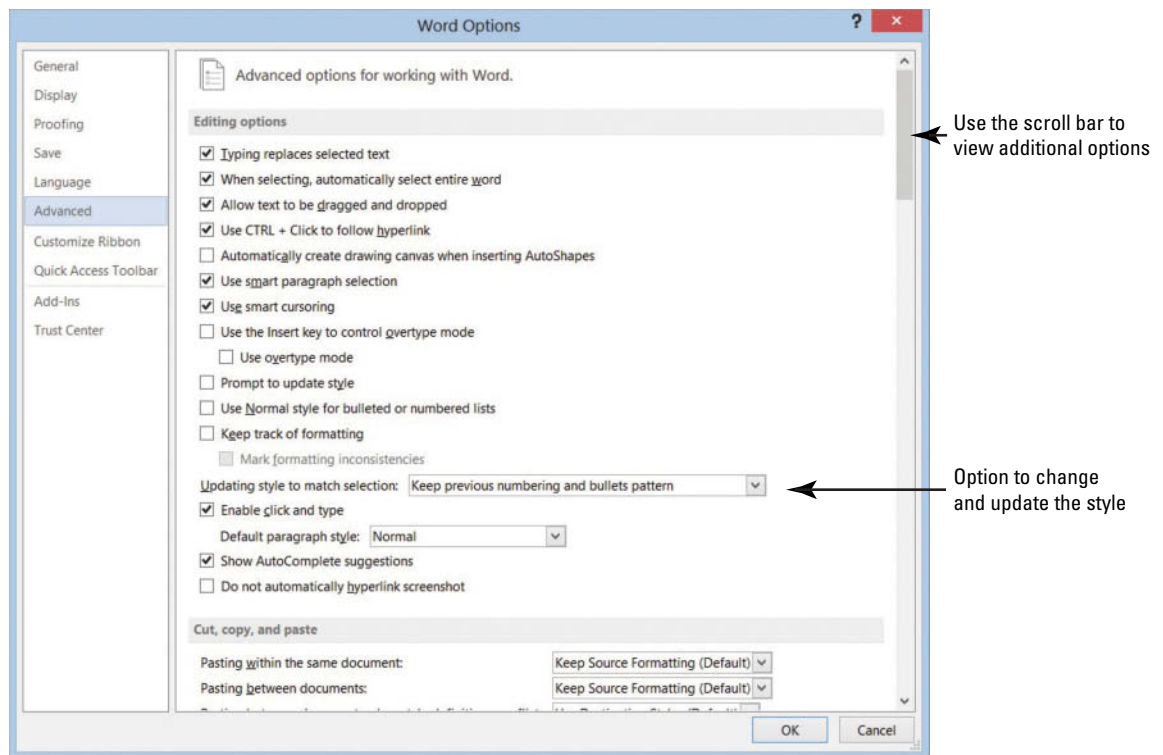 Word Options
?
General
Display
Proofing
Save
Language
Advanced
Customize Ribbon
Quick Access Toolbar
Add-Ins
Trust Center
Advanced options for working with Word.
Editing options
Typing replaces selected text
When selecting, automatically select entire word
Allow text to be dragged and dropped
Use CTRL + Click to follow hyperlink
Automatically create drawing canvas when inserting AutoShapes
Use smart paragraph selection
Use smart cursoring
Use the Insert key to control overtype mode
Use overtype mode
Prompt to update style
Use Normal style for bulleted or numbered lists
Keep track of formatting
Mark formatting inconsistencies
Updating style to match selection: Keep previous numbering and bullets pattern
Enable click and type
Default paragraph style: Normal
Show AutoComplete suggestions
Do not automatically hyperlink screenshot
Cut, copy, and paste
Pasting within the same document: Keep Source Formatting (Default)
Pasting between documents: Keep Source Formatting (Default)
OK Cancel
Use the scroll bar to
view additional options
Option to change
and update the style